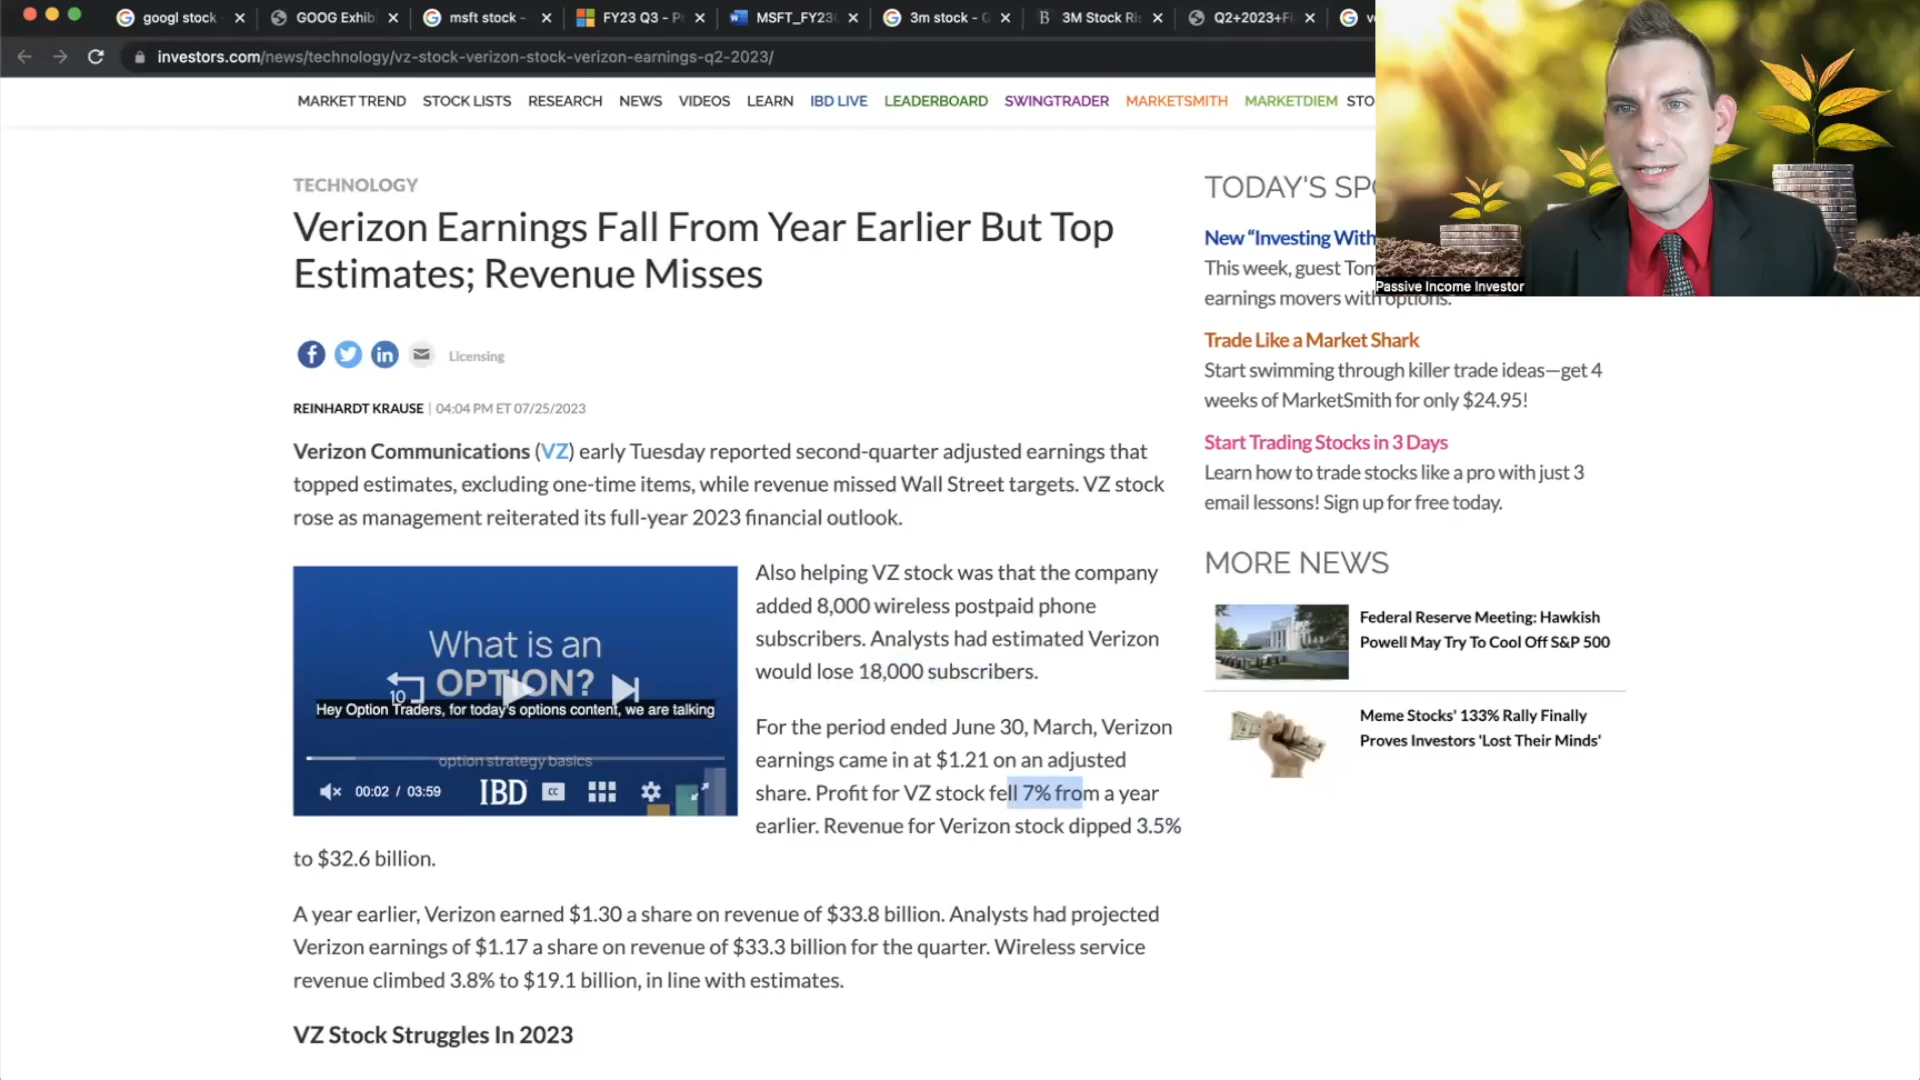 googl stock
GOOG Exhib
msft stock -
FY23 Q3 - P
MSFT_FY23
3m stock - G
B
3M Stock Ris
Q2+2023+Fi
investors.com/news/technology/vz-stock-verizon-stock-verizon-earnings-q2-2023/
MARKET TREND STOCK LISTS RESEARCH NEWS VIDEOS LEARN IBD LIVE LEADERBOARD SWINGTRADER MARKETSMITH MARKETDIEM STO
TECHNOLOGY
Verizon Earnings Fall From Year Earlier But Top
Estimates; Revenue Misses
Licensing
REINHARDT KRAUSE | 04:04 PM ET 07/25/2023
Verizon Communications (VZ) early Tuesday reported second-quarter adjusted earnings that
topped estimates, excluding one-time items, while revenue missed Wall Street targets. VZ stock
rose as management reiterated its full-year 2023 financial outlook.
What is an
OPTION?
10
Hey Option Traders, for today's options content, we are talking
option strategy basics
00:02 / 03:59
IBD
CC
Also helping VZ stock was that the company
added 8,000 wireless postpaid phone
subscribers. Analysts had estimated Verizon
would lose 18,000 subscribers.
For the period ended June 30, March, Verizon
earnings came in at $1.21 on an adjusted
share. Profit for VZ stock fell 7% from a year
earlier. Revenue for Verizon stock dipped 3.5%
to $32.6 billion.
A year earlier, Verizon earned $1.30 a share on revenue of $33.8 billion. Analysts had projected
Verizon earnings of $1.17 a share on revenue of $33.3 billion for the quarter. Wireless service
revenue climbed 3.8% to $19.1 billion, in line with estimates.
VZ Stock Struggles In 2023
TODAY'S SP
New “Investing With
This week, guest Tom
earnings movers with options.
Trade Like a Market Shark
Start swimming through killer trade ideas—get 4
weeks of MarketSmith for only $24.95!
Start Trading Stocks in 3 Days
Learn how to trade stocks like a pro with just 3
email lessons! Sign up for free today.
MORE NEWS
Federal Reserve Meeting: Hawkish
Powell May Try To Cool Off S&P 500
Meme Stocks' 133% Rally Finally
Proves Investors 'Lost Their Minds'
Passive Income Investor